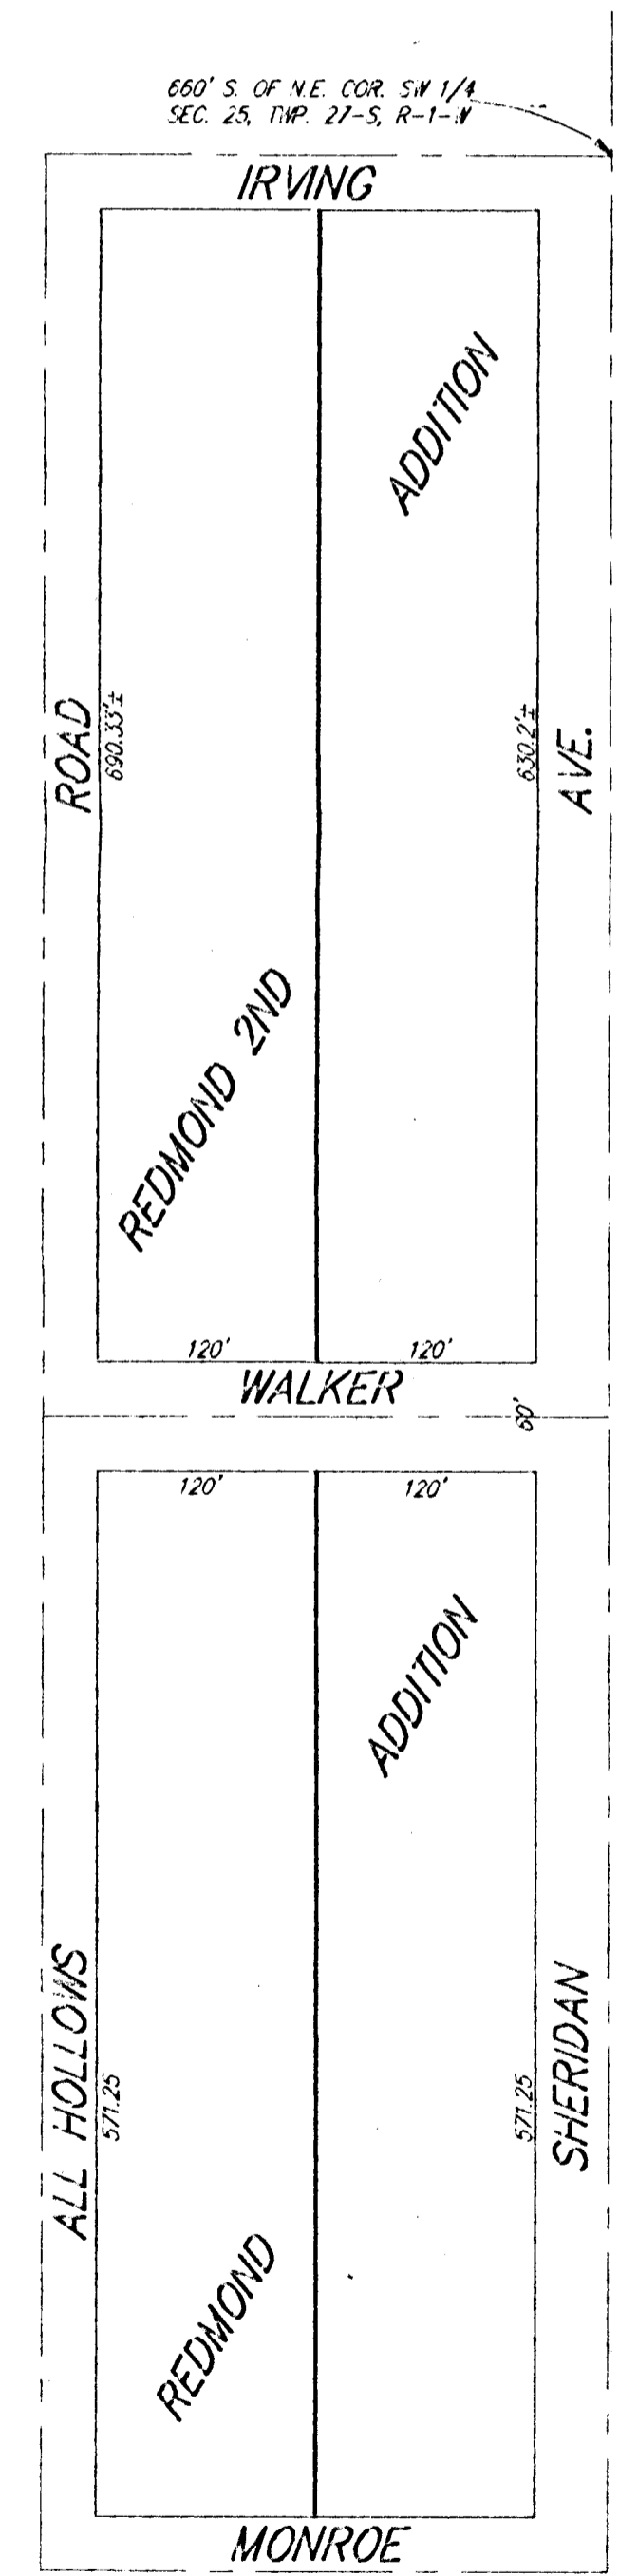 660' S. OF N.E. COR. SW 1/4
SEC. 25, TWP. 27-S, R-1-W
IRVING
ADDITION
ROAD
690.33'±
630.2'±
AVE.
REDMOND 2ND
120'
120'
WALKER
60'
120'
120'
ADDITION
ALL HOLLOWS
571.25
571.25
SHERIDAN
REDMOND
MONROE